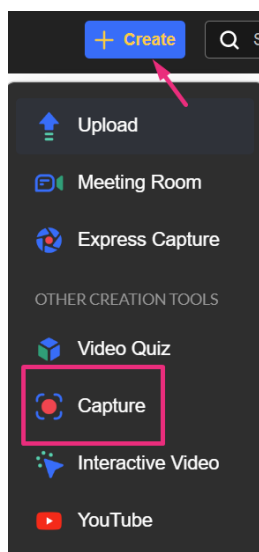 + Create
S
Upload
Meeting Room
Express Capture
OTHER CREATION TOOLS
Video Quiz
Capture
Interactive Video
YouTube